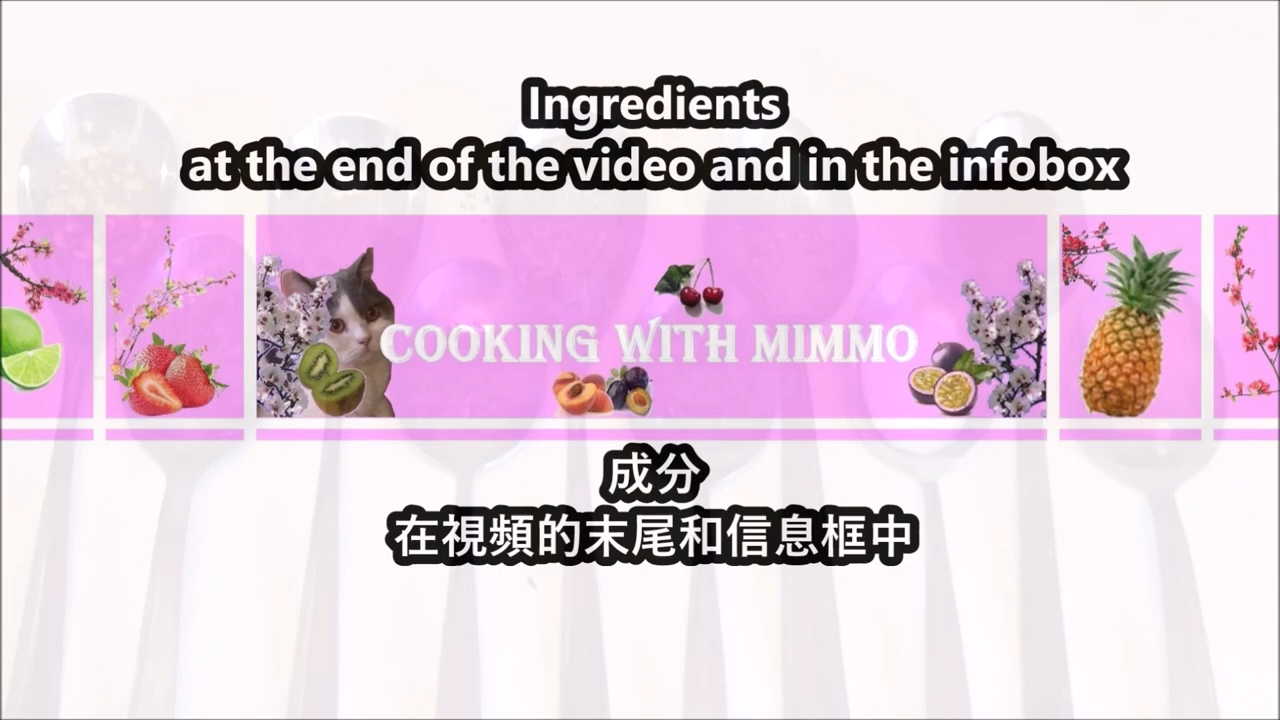 Ingredients
at the end of the video and in the infobox
COOKING WITH MIMMO
成分
在視頻的末尾和信息框中